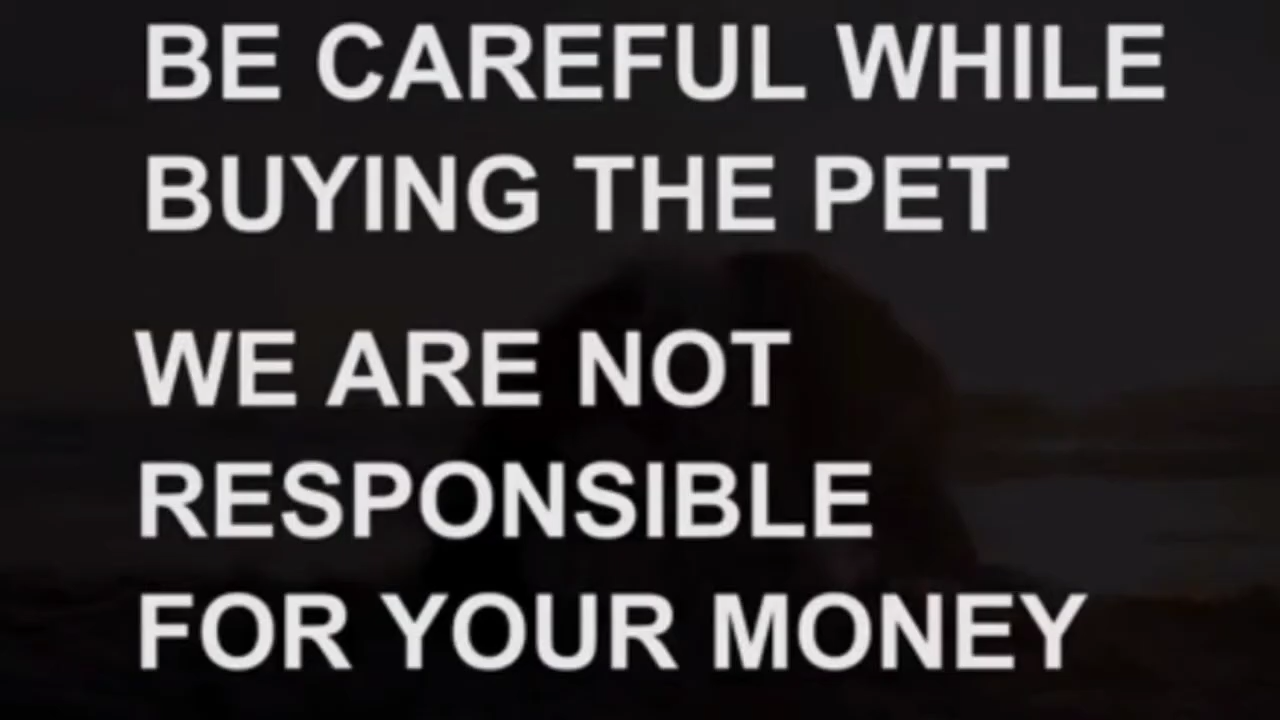 BE CAREFUL WHILE
BUYING THE PET
WE ARE NOT
RESPONSIBLE
FOR YOUR MONEY